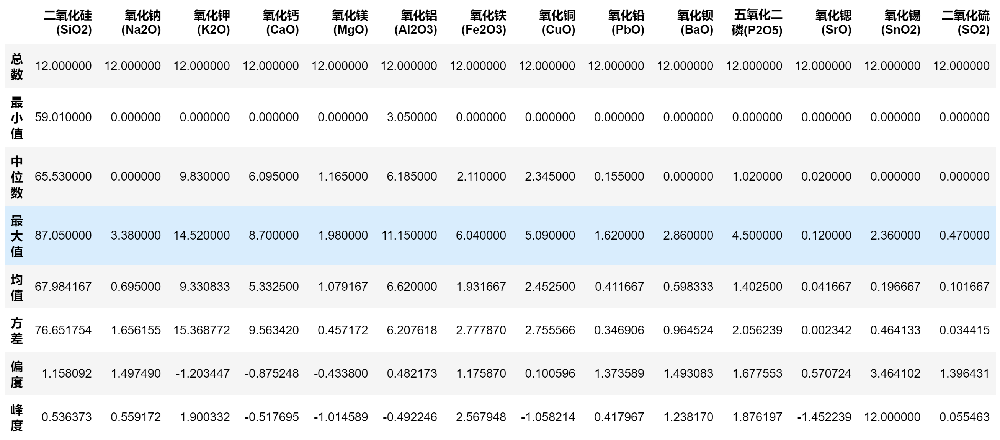 二氧化硅 氧化钠 氧化钾 氧化钙 氧化镁 氧化铝 氧化铁 氧化铜 氧化铅 氧化钡 五氧化二 氧化锶 氧化锡 二氧化硫
(SiO2) (Na2O) (K2O) (CaO) (MgO) (Al2O3) (Fe2O3) (CuO) (PbO) (BaO) 磷(P2O5) (SrO) (SnO2) (SO2)
总数 12.000000 12.000000 12.000000 12.000000 12.000000 12.000000 12.000000 12.000000 12.000000 12.000000 12.000000 12.000000 12.000000 12.000000
最小值 59.010000 0.000000 0.000000 0.000000 0.000000 3.050000 0.000000 0.000000 0.000000 0.000000 0.000000 0.000000 0.000000 0.000000
中位数 65.530000 0.000000 9.830000 6.095000 1.165000 6.185000 2.110000 2.345000 0.155000 0.000000 1.020000 0.020000 0.000000 0.000000
最大值 87.050000 3.380000 14.520000 8.700000 1.980000 11.150000 6.040000 5.090000 1.620000 2.860000 4.500000 0.120000 2.360000 0.470000
均值 67.984167 0.695000 9.330833 5.332500 1.079167 6.620000 1.931667 2.452500 0.411667 0.598333 1.402500 0.041667 0.196667 0.101667
方差 76.651754 1.656155 15.368772 9.563420 0.457172 6.207618 2.777870 2.755566 0.346906 0.964524 2.056239 0.002342 0.464133 0.034415
偏度 1.158092 1.497490 -1.203447 -0.875248 -0.433800 0.482173 1.175870 0.100596 1.373589 1.493083 1.677553 0.570724 3.464102 1.396431
峰度 0.536373 0.559172 1.900332 -0.517695 -1.014589 -0.492246 2.567948 -1.058214 0.417967 1.238170 1.876197 -1.452239 12.000000 0.055463